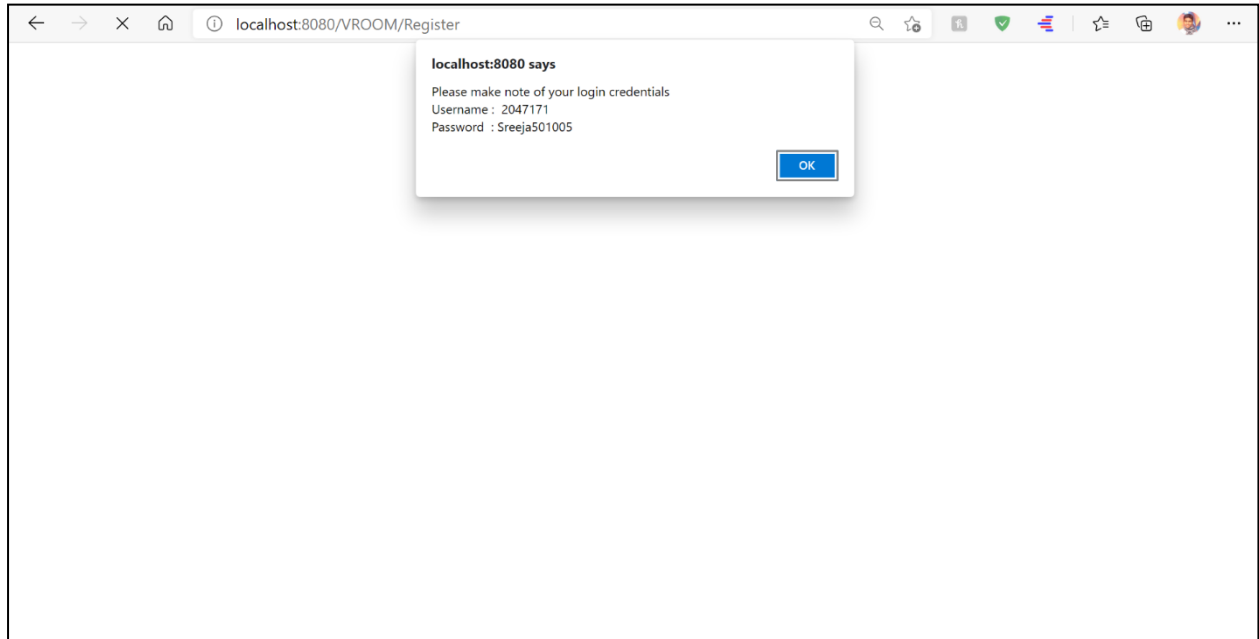 localhost:8080/VROOM/Register
localhost:8080 says
Please make note of your login credentials
Username : 2047171
Password : Sreeja501005
OK